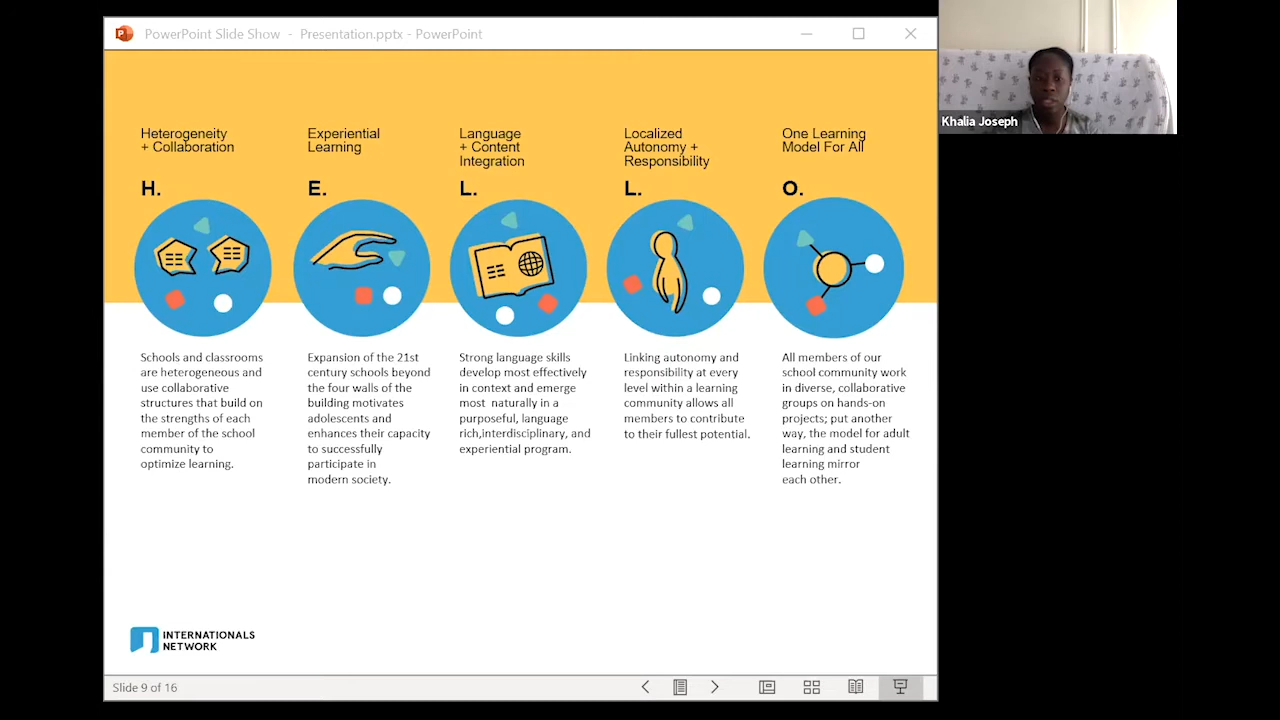 PowerPoint Slide Show - Presentation.pptx - PowerPoint
Khalia Joseph
Heterogeneity
+ Collaboration
H.
Schools and classrooms
are heterogeneous and
use collaborative
structures that build on
the strengths of each
member of the school
community to
optimize learning.
Experiential
Learning
E.
Expansion of the 21st
century schools beyond
the four walls of the
building motivates
adolescents and
enhances their capacity
to successfully
participate in
modern society.
Language
+ Content
Integration
L.
Strong language skills
develop most effectively
in context and emerge
most naturally in a
purposeful, language
rich,interdisciplinary, and
experiential program.
Localized
Autonomy +
Responsibility
L.
Linking autonomy and
responsibility at every
level within a learning
community allows all
members to contribute
to their fullest potential.
One Learning
Model For All
O.
All members of our
school community work
in diverse, collaborative
groups on hands-on
projects; put another
way, the model for adult
learning and student
learning mirror
each other.
INTERNATIONALS
NETWORK
Slide 9 of 16